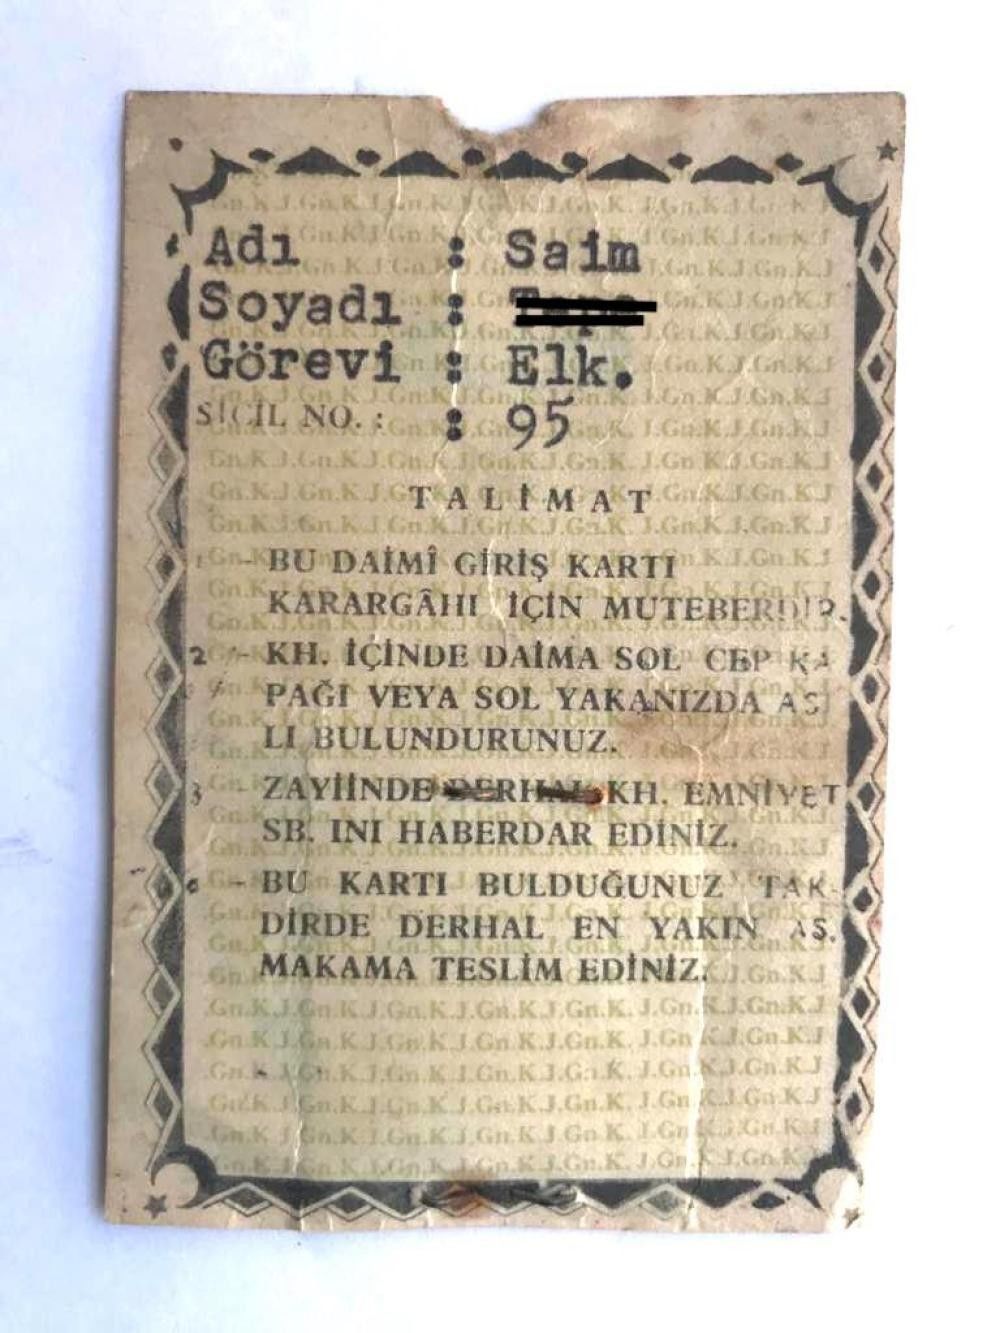 Adı : Saim
Soyadı :
Görevi : Elk.
SİCİL NO. : : 95
TALİMAT
1 - BU DAİMÎ GİRİŞ KARTI
KARARGÂHI İÇİN MUTEBERDİR.
2 - KH. İÇİNDE DAİMA SOL CEP KA
PAĞI VEYA SOL YAKANIZDA ASI
LI BULUNDURUNUZ.
3 - ZAYİİNDE DERHAL KH. EMNİYET
SB. INI HABERDAR EDİNİZ.
- BU KARTI BULDUĞUNUZ TAK-
DİRDE DERHAL EN YAKIN AS.
MAKAMA TESLİM EDİNİZ.